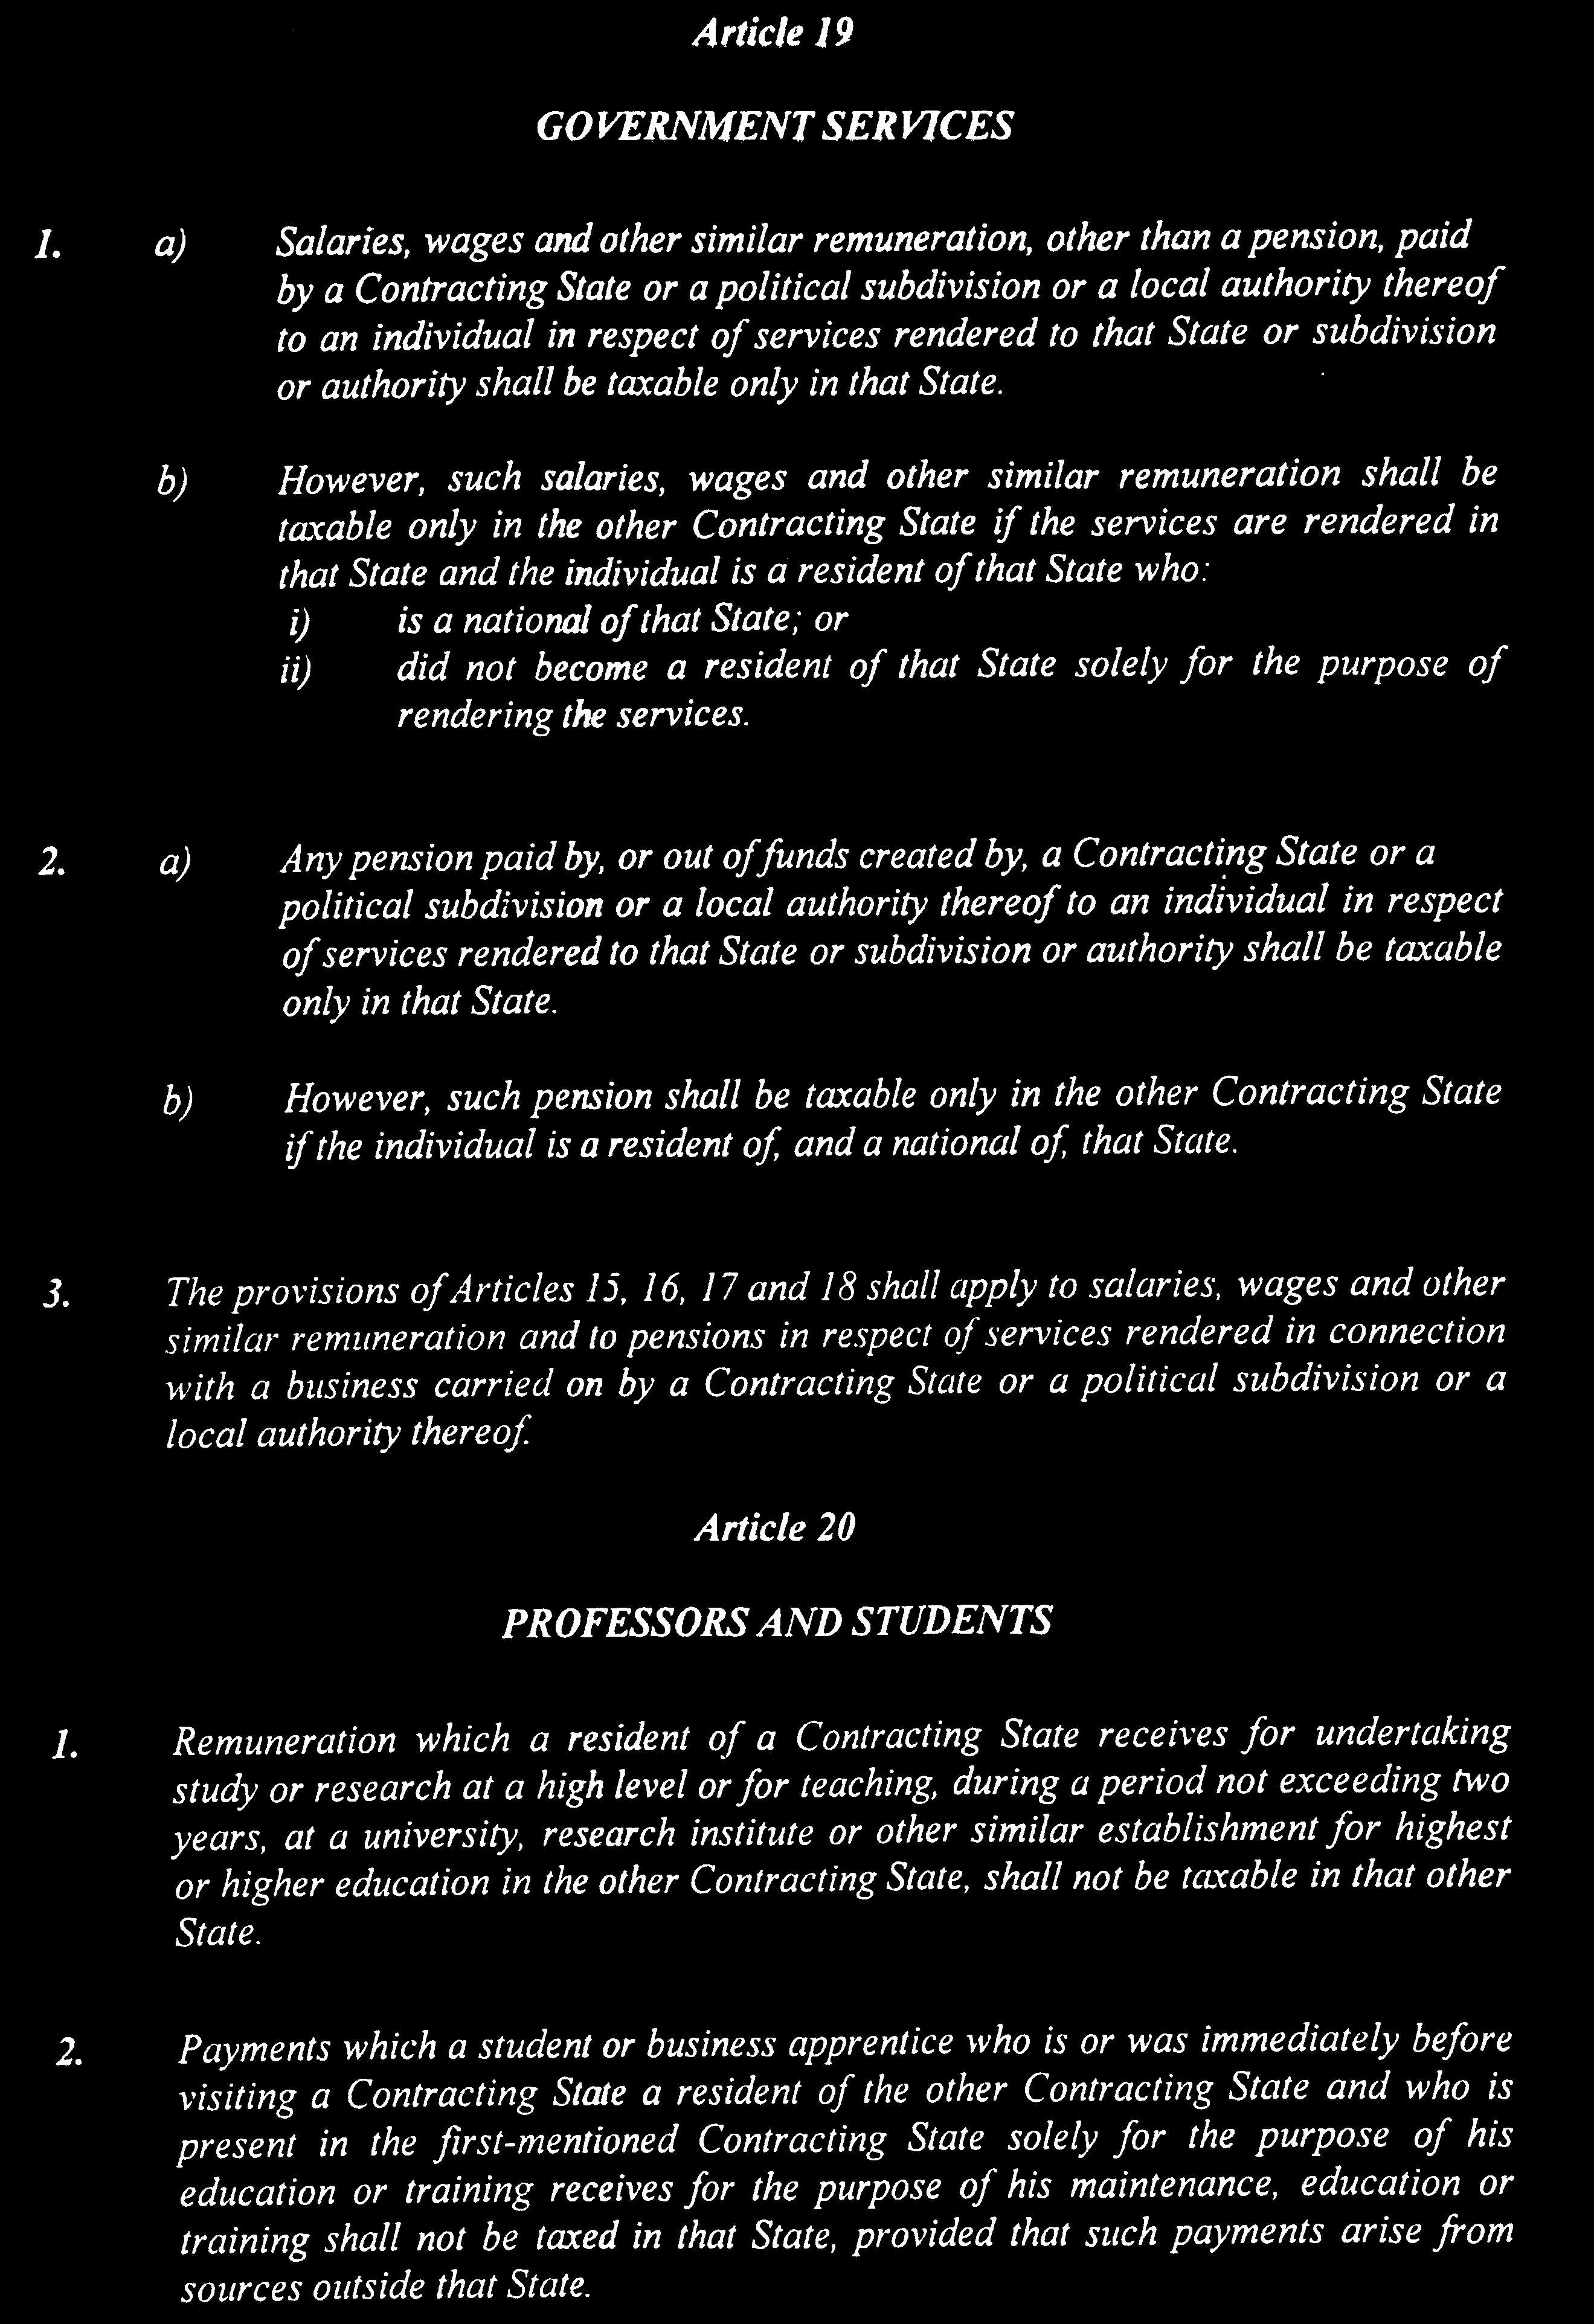 Article 19
GOVERNMENT SERVICES
1. a) Salaries, wages and other similar remuneration, other than a pension, paid
by a Contracting State or a political subdivision or a local authority thereof
to an individual in respect of services rendered to that State or subdivision
or authority shall be taxable only in that State.
b) However, such salaries, wages and other similar remuneration shall be
taxable only in the other Contracting State if the services are rendered in
that State and the individual is a resident of that State who:
i) is a national of that State; or
ii) did not become a resident of that State solely for the purpose of
rendering the services.
2. a) Any pension paid by, or out of funds created by, a Contracting State or a
political subdivision or a local authority thereof to an individual in respect
of services rendered to that State or subdivision or authority shall be taxable
only in that State.
b) However, such pension shall be taxable only in the other Contracting State
if the individual is a resident of, and a national of, that State.
3. The provisions of Articles 15, 16, 17 and 18 shall apply to salaries, wages and other
similar remuneration and to pensions in respect of services rendered in connection
with a business carried on by a Contracting State or a political subdivision or a
local authority thereof.
Article 20
PROFESSORS AND STUDENTS
1. Remuneration which a resident of a Contracting State receives for undertaking
study or research at a high level or for teaching, during a period not exceeding two
years, at a university, research institute or other similar establishment for highest
or higher education in the other Contracting State, shall not be taxable in that other
State.
2. Payments which a student or business apprentice who is or was immediately before
visiting a Contracting State a resident of the other Contracting State and who is
present in the first-mentioned Contracting State solely for the purpose of his
education or training receives for the purpose of his maintenance, education or
training shall not be taxed in that State, provided that such payments arise from
sources outside that State.